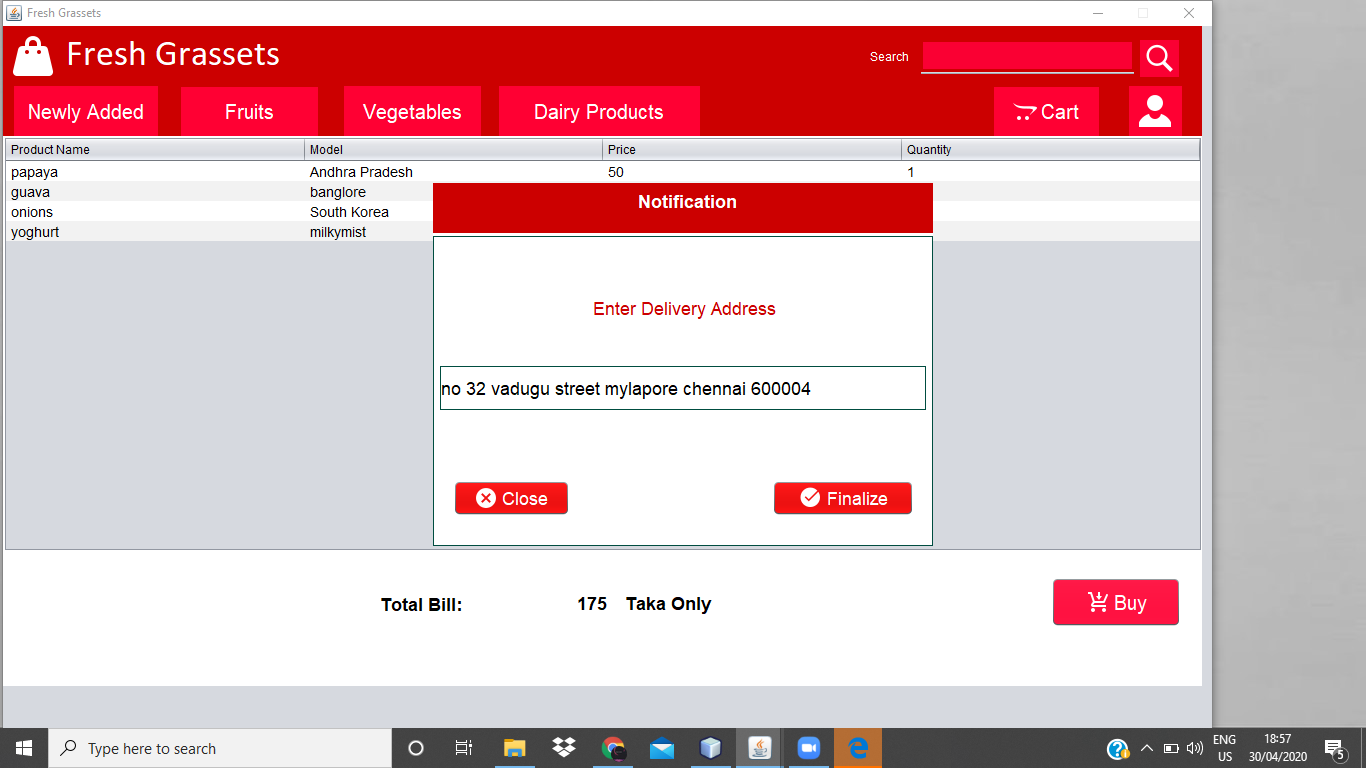 Fresh Grassets
Fresh Grassets
Search
Newly Added Fruits Vegetables Dairy Products Cart
Product Name Model Price Quantity
papaya Andhra Pradesh 50 1
guava banglore
onions South Korea
yoghurt milkymist
Notification
Enter Delivery Address
no 32 vadugu street mylapore chennai 600004
Close Finalize
Total Bill: 175 Taka Only
Buy
Type here to search
ENG
US
18:57
30/04/2020
5